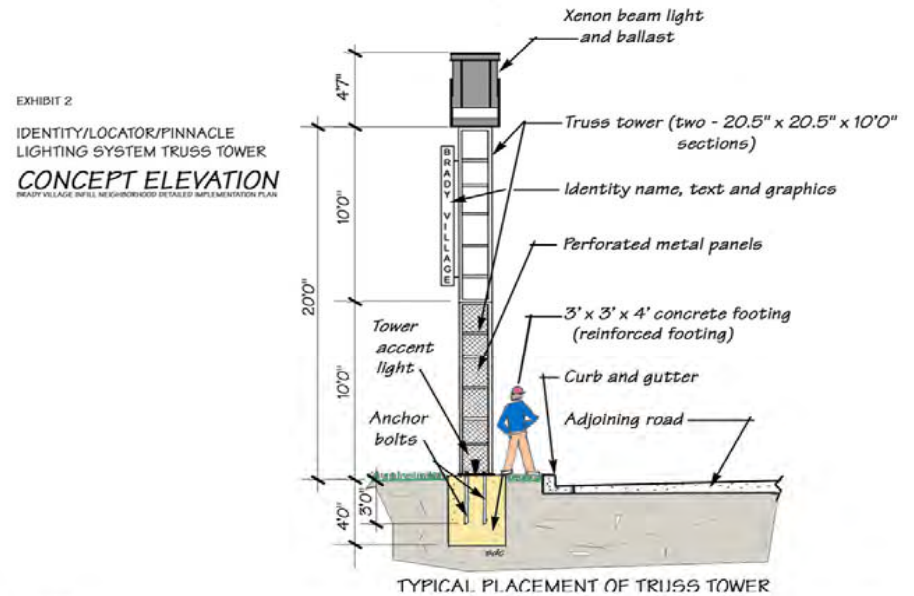 EXHIBIT 2
IDENTITY/LOCATOR/PINNACLE
LIGHTING SYSTEM TRUSS TOWER
CONCEPT ELEVATION
BRADY VILLAGE INFILL NEIGHBORHOOD DETAILED IMPLEMENTATION PLAN
Xenon beam light
and ballast
4'7"
Truss tower (two - 20.5" x 20.5" x 10'0"
sections)
BRADY VILLAGE
Identity name, text and graphics
10'0"
Perforated metal panels
20'0"
3' x 3' x 4' concrete footing
(reinforced footing)
Tower
accent
light
Curb and gutter
10'0"
Adjoining road
Anchor
bolts
4'0"
3'0"
TYPICAL PLACEMENT OF TRUSS TOWER